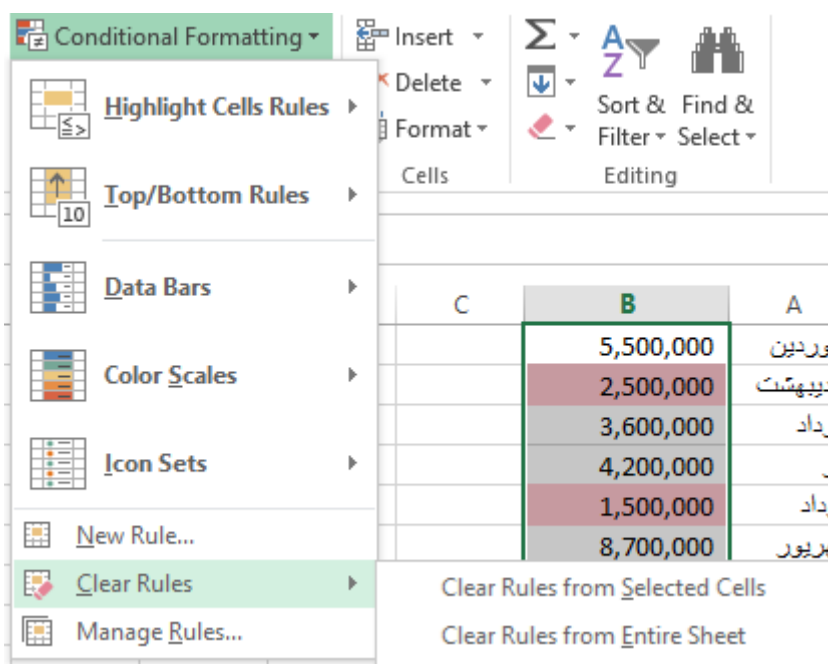 Conditional Formatting
Insert
Delete
Format
Cells
Sort &
Filter
Find &
Select
Editing
Highlight Cells Rules
Top/Bottom Rules
10
Data Bars
Color Scales
Icon Sets
New Rule...
Clear Rules
Manage Rules...
Clear Rules from Selected Cells
Clear Rules from Entire Sheet
C B A
5,500,000
2,500,000
3,600,000
4,200,000
1,500,000
8,700,000